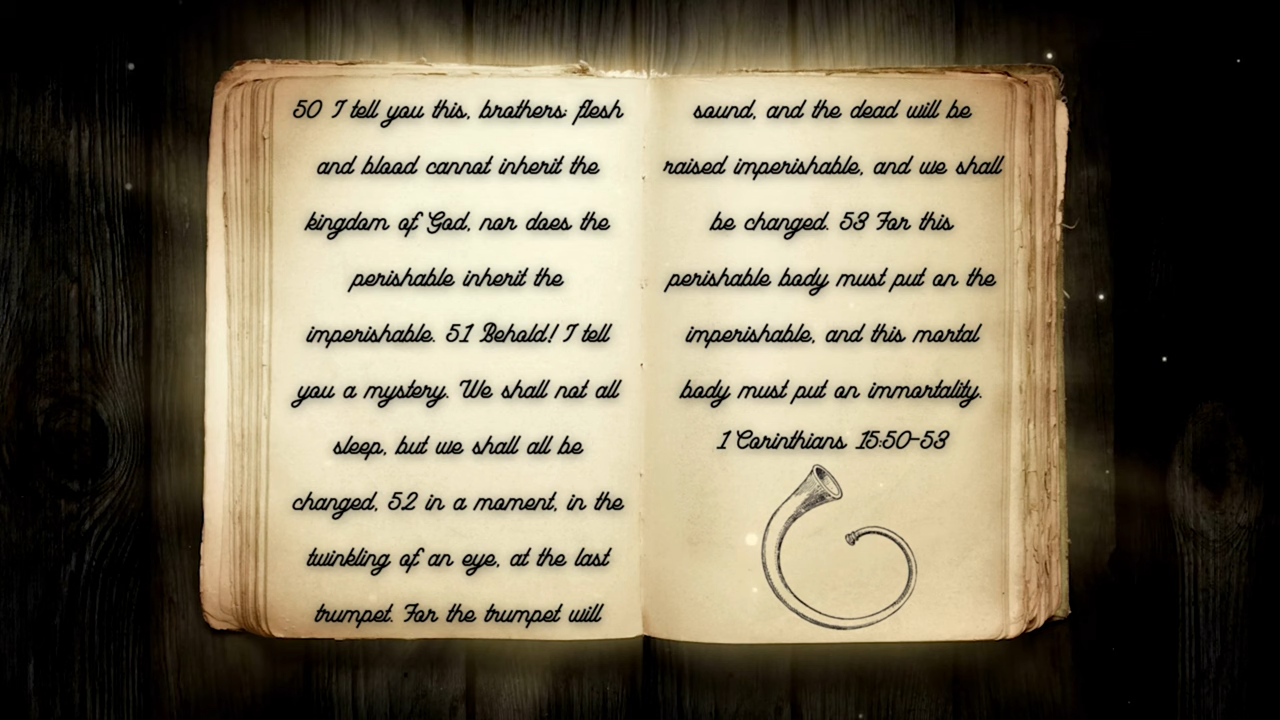 50 I tell you this, brothers: flesh
and blood cannot inherit the
kingdom of God, nor does the
perishable inherit the
imperishable. 51 Behold! I tell
you a mystery. We shall not all
sleep, but we shall all be
changed, 52 in a moment, in the
twinkling of an eye, at the last
trumpet. For the trumpet will
sound, and the dead will be
raised imperishable, and we shall
be changed. 53 For this
perishable body must put on the
imperishable, and this mortal
body must put on immortality.
1 Corinthians 15:50-53